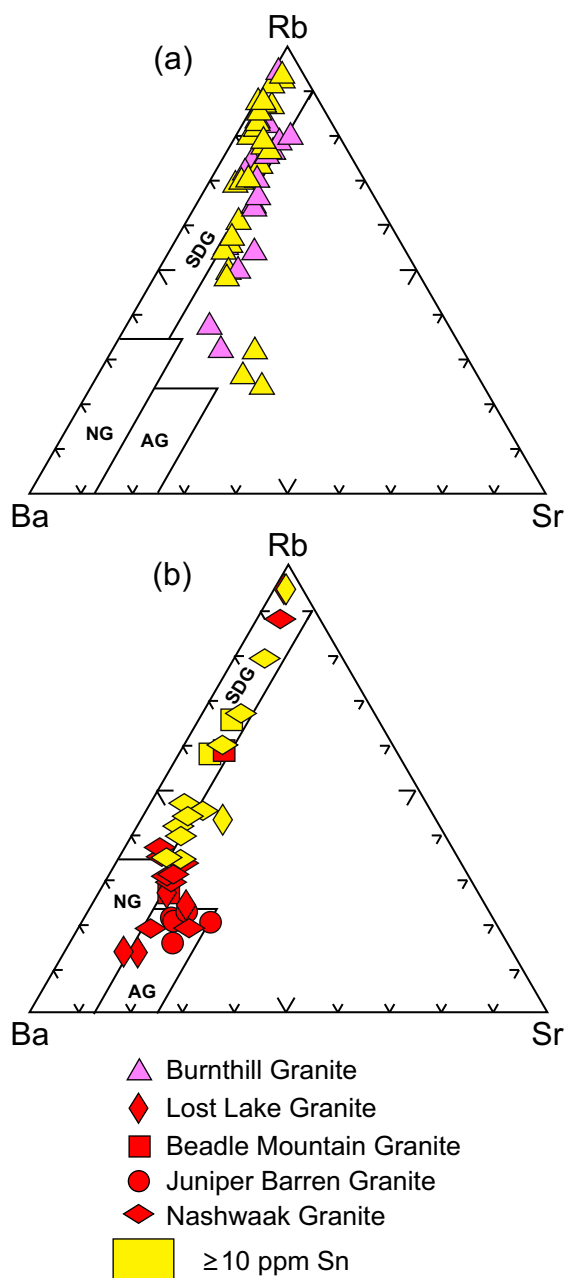 Rb
(a)
SDG
NG
AG
Ba
Sr
Rb
(b)
SDG
NG
AG
Ba
Sr
Burnthill Granite
Lost Lake Granite
Beadle Mountain Granite
Juniper Barren Granite
Nashwaak Granite
≥10 ppm Sn